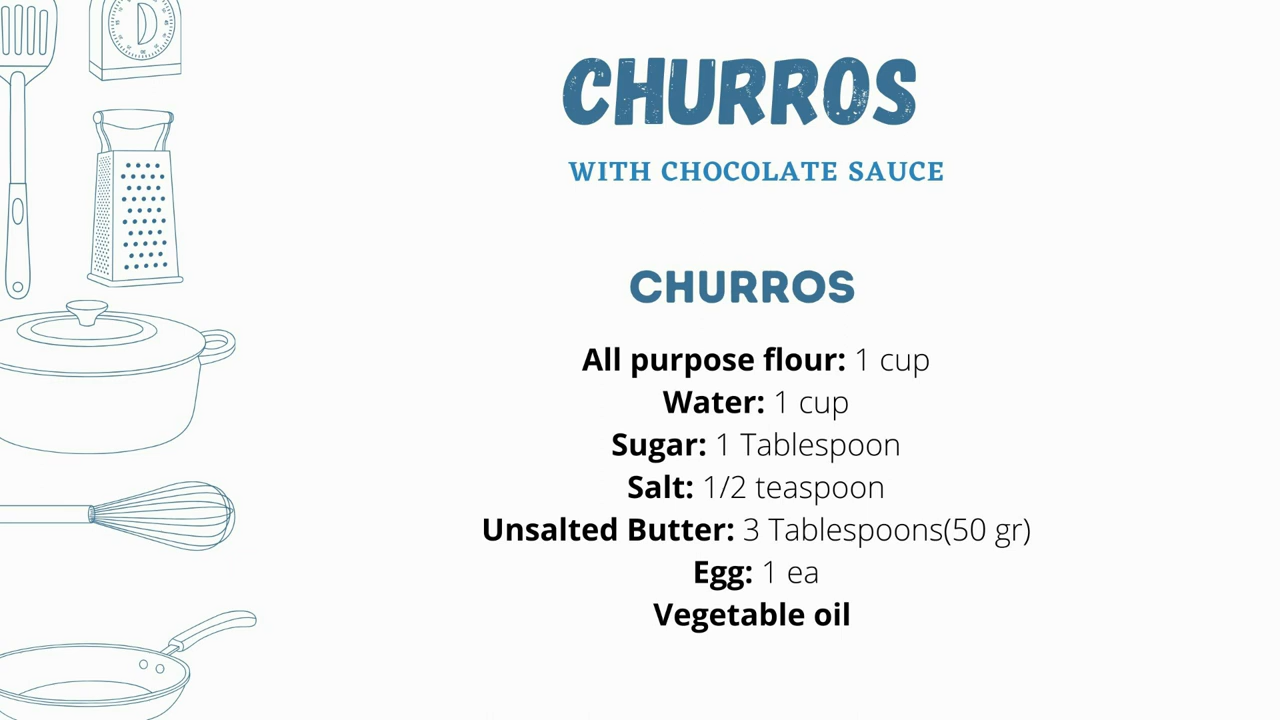 CHURROS
WITH CHOCOLATE SAUCE
CHURROS
All purpose flour: 1 cup
Water: 1 cup
Sugar: 1 Tablespoon
Salt: 1/2 teaspoon
Unsalted Butter: 3 Tablespoons(50 gr)
Egg: 1 ea
Vegetable oil